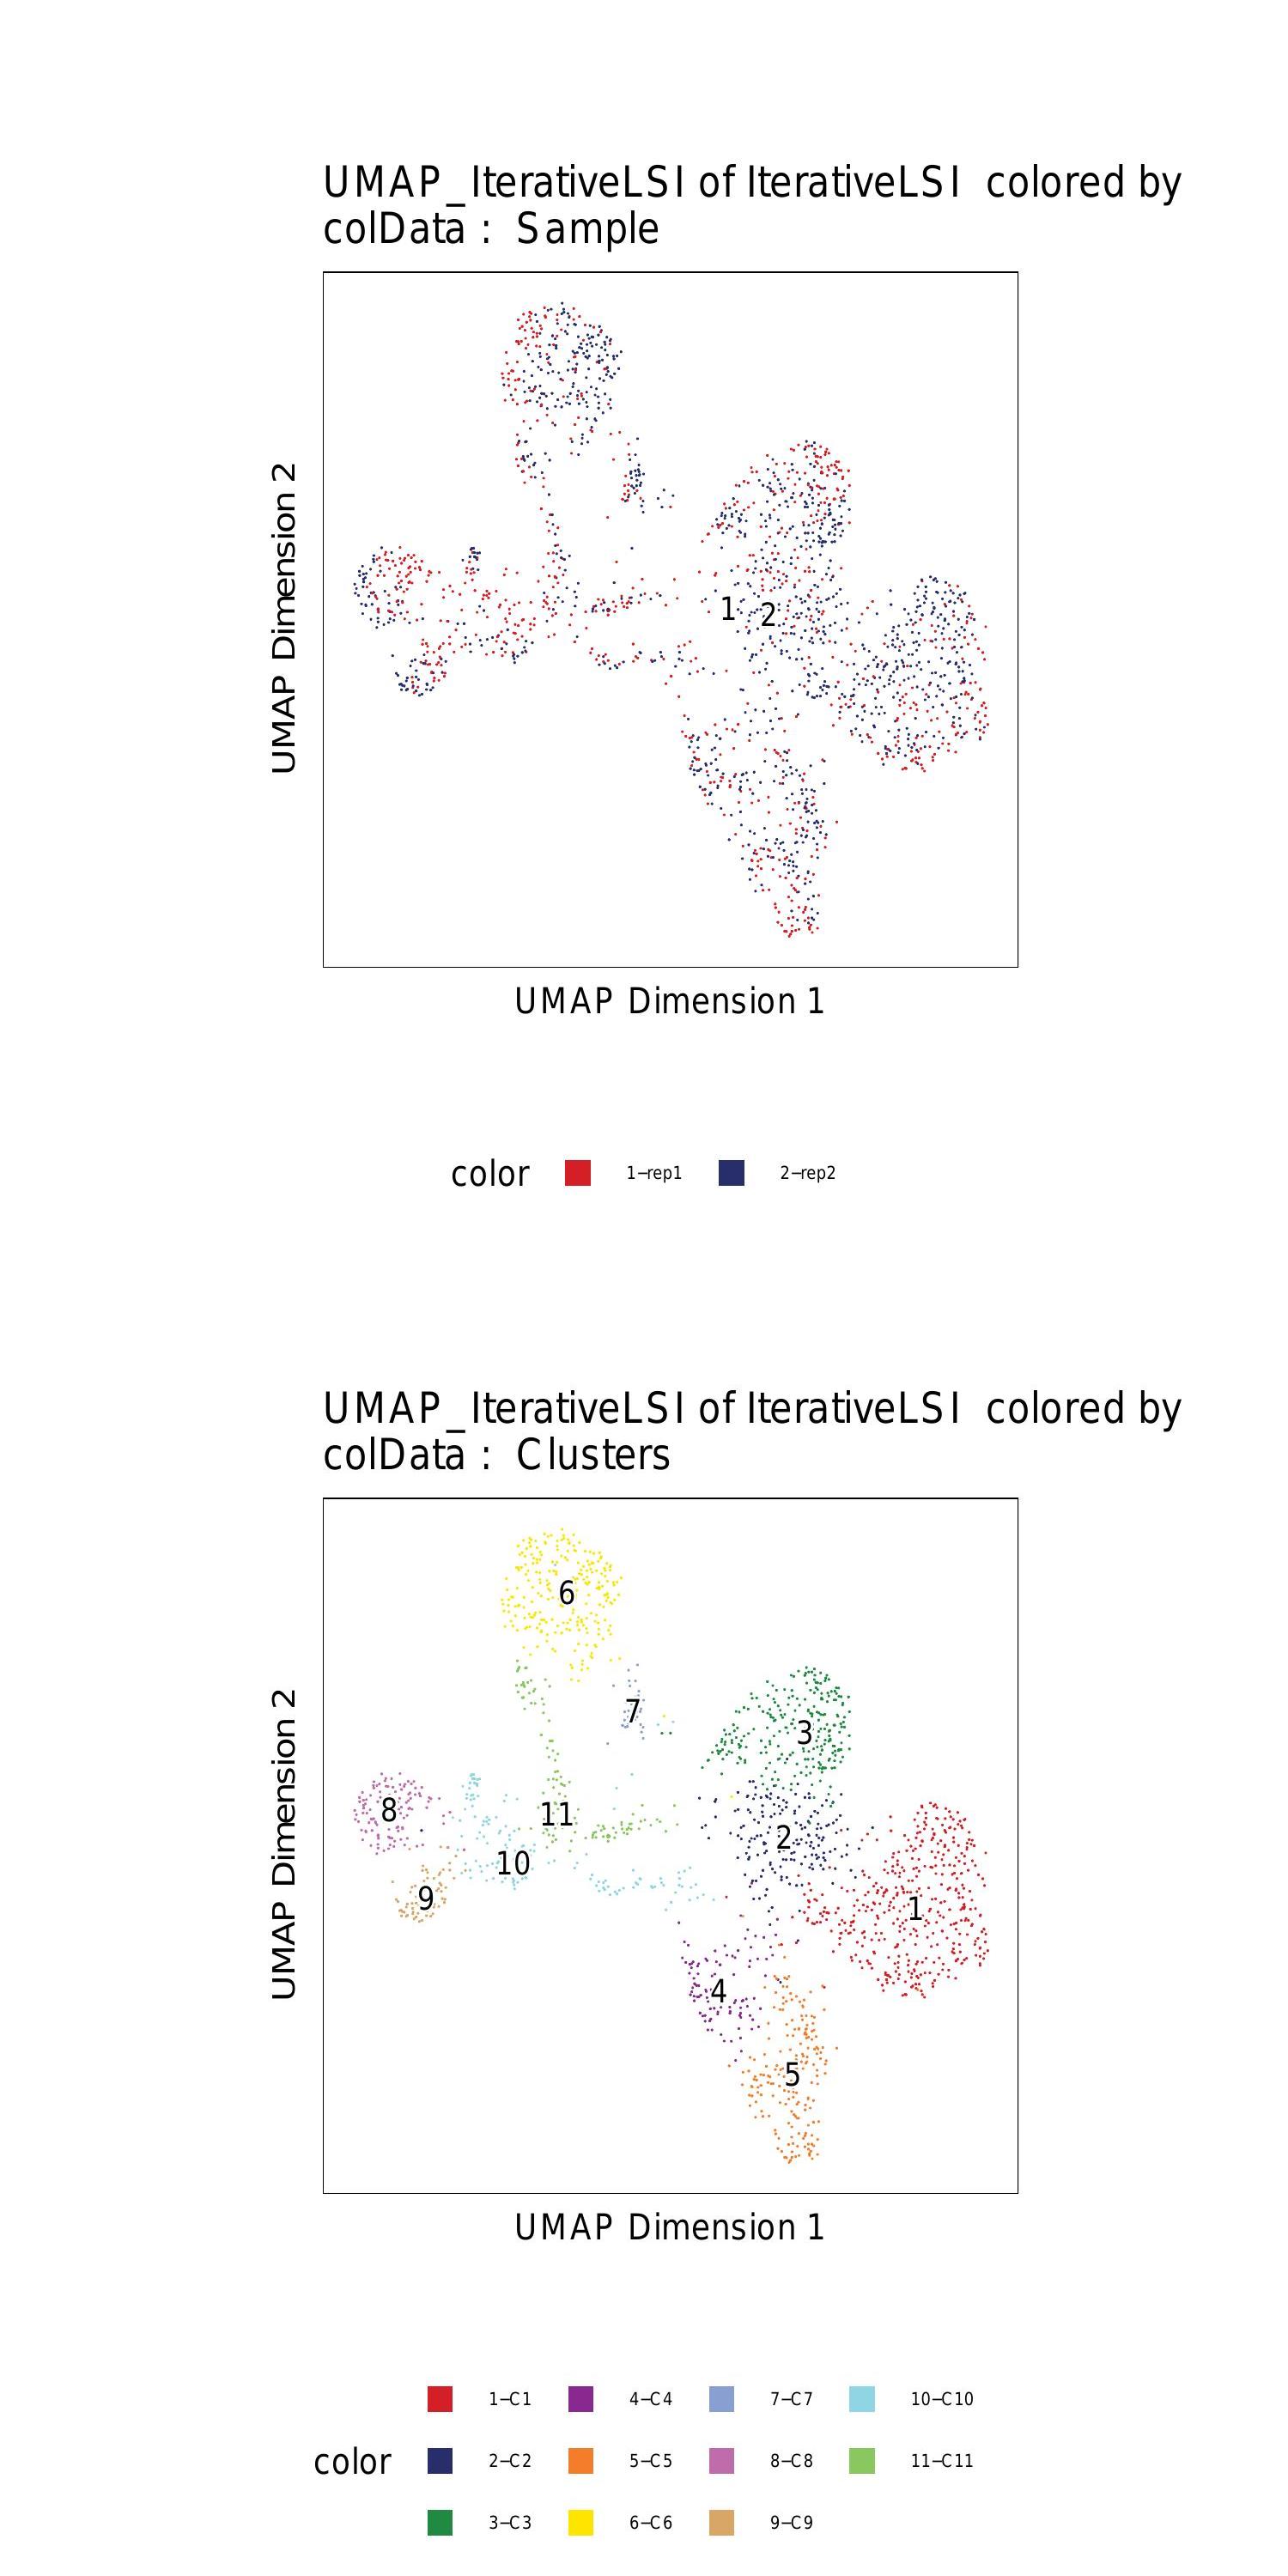 UMAP_IterativeLSI of IterativeLSI colored by
colData : Sample
UMAP Dimension 2
1 2
UMAP Dimension 1
color 1-rep1 2-rep2
UMAP_IterativeLSI of IterativeLSI colored by
colData : Clusters
UMAP Dimension 2
6
7
3
8
11
2
10
9
1
4
5
UMAP Dimension 1
1-C1 4-C4 7-C7 10-C10
color 2-C2 5-C5 8-C8 11-C11
3-C3 6-C6 9-C9